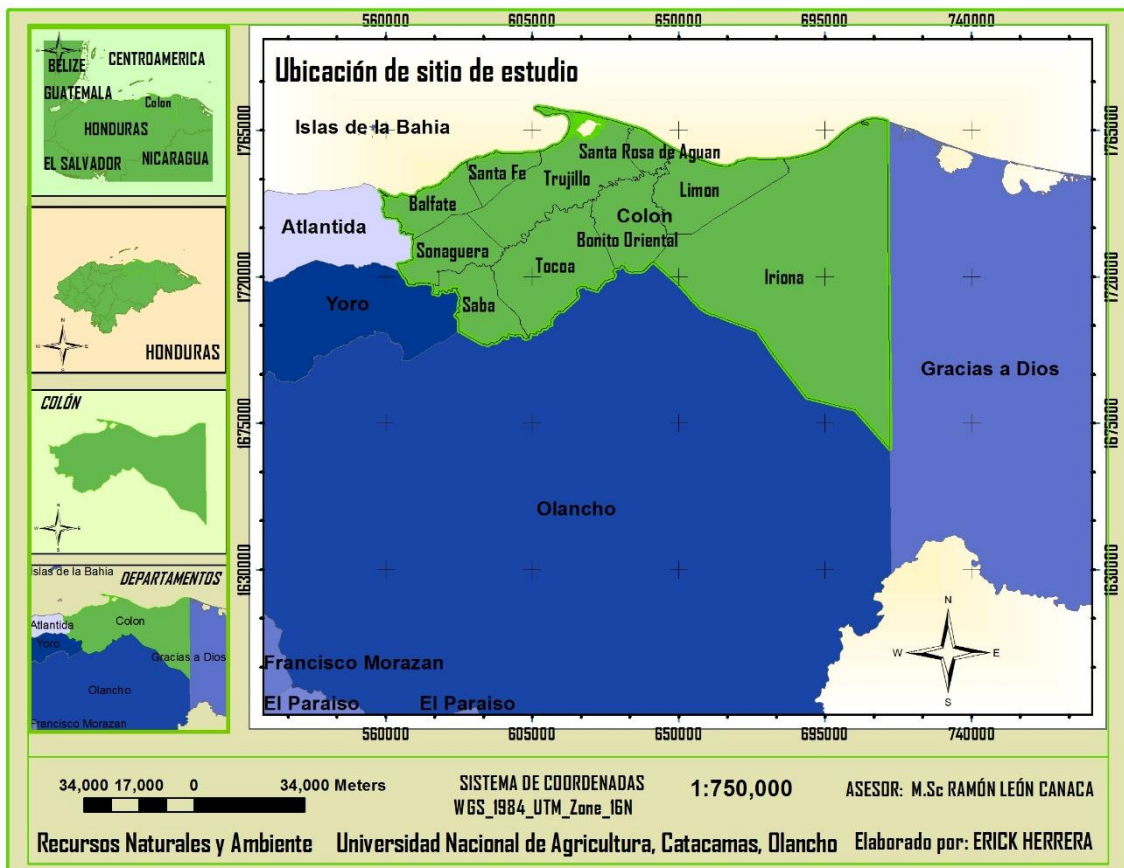 560000 605000 650000 695000 740000
Ubicación de sitio de estudio
1765000 1720000 1675000 1630000
1765000 1720000 1675000 1630000
Islas de la Bahia
Santa Rosa de Aguan
Santa Fe
Trujillo
Limon
Balfate
Colon
Atlantida
Sonaguera
Bonito Oriental
Tocoa
Iriona
Yoro
Saba
Gracias a Dios
Olancho
Francisco Morazan
El Paraiso El Paraiso
N
W E
S
560000 605000 650000 695000 740000
CENTROAMERICA
BELIZE
GUATEMALA
Colon
HONDURAS
EL SALVADOR NICARAGUA
N
W E
S
HONDURAS
COLÓN
N
W E
S
Islas de la Bahia
DEPARTAMENTOS
Atlantida
Colon
Yoro
Gracias a Dios
Olancho
Francisco Morazan
34,000 17,000 0 34,000 Meters
SISTEMA DE COORDENADAS
WGS_1984_UTM_Zone_16N
1:750,000
ASESOR: M.Sc RAMÓN LEÓN CANACA
Recursos Naturales y Ambiente Universidad Nacional de Agricultura, Catacamas, Olancho Elaborado por: ERICK HERRERA